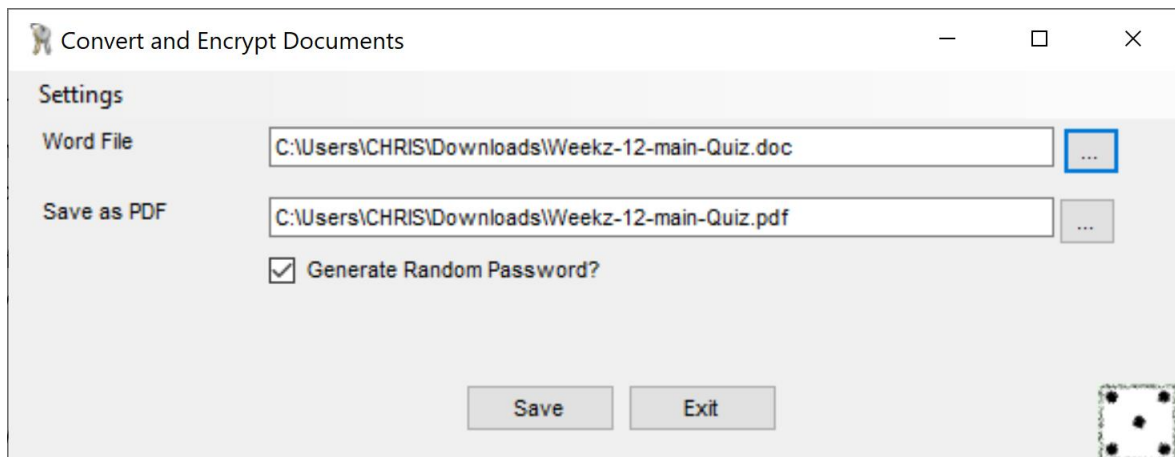 Convert and Encrypt Documents
Settings
Word File C:\Users\CHRIS\Downloads\Weekz-12-main-Quiz.doc ...
Save as PDF C:\Users\CHRIS\Downloads\Weekz-12-main-Quiz.pdf ...
Generate Random Password?
Save Exit